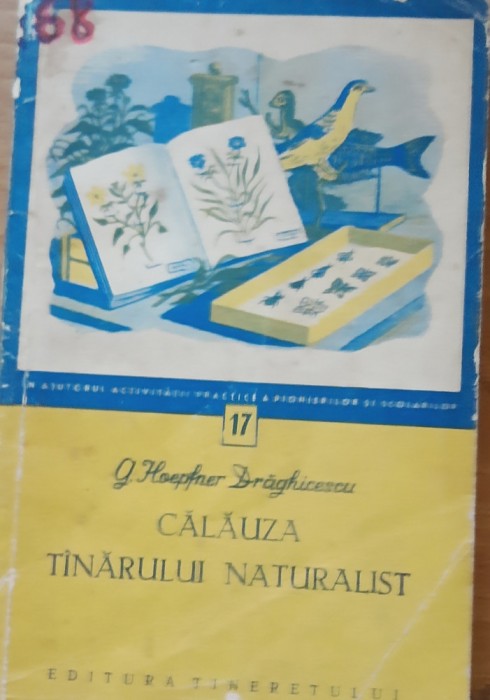 68
ÎN AJUTORUL ACTIVITĂȚII PRACTICE A PIONIERILOR ȘI ȘCOLARILOR
17
G. Hoepfner Drăghicescu
CĂLĂUZA
TÎNĂRULUI NATURALIST
EDITURA TINERETULUI